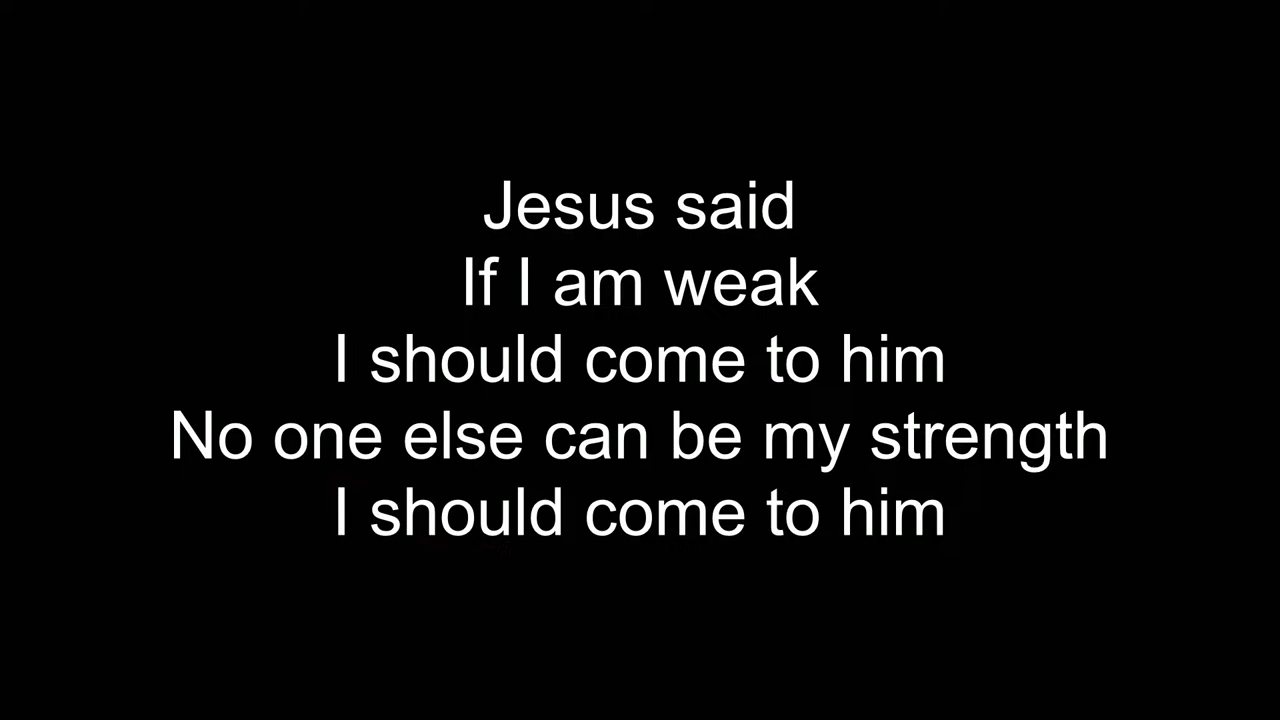 Jesus said
If I am weak
I should come to him
No one else can be my strength
I should come to him